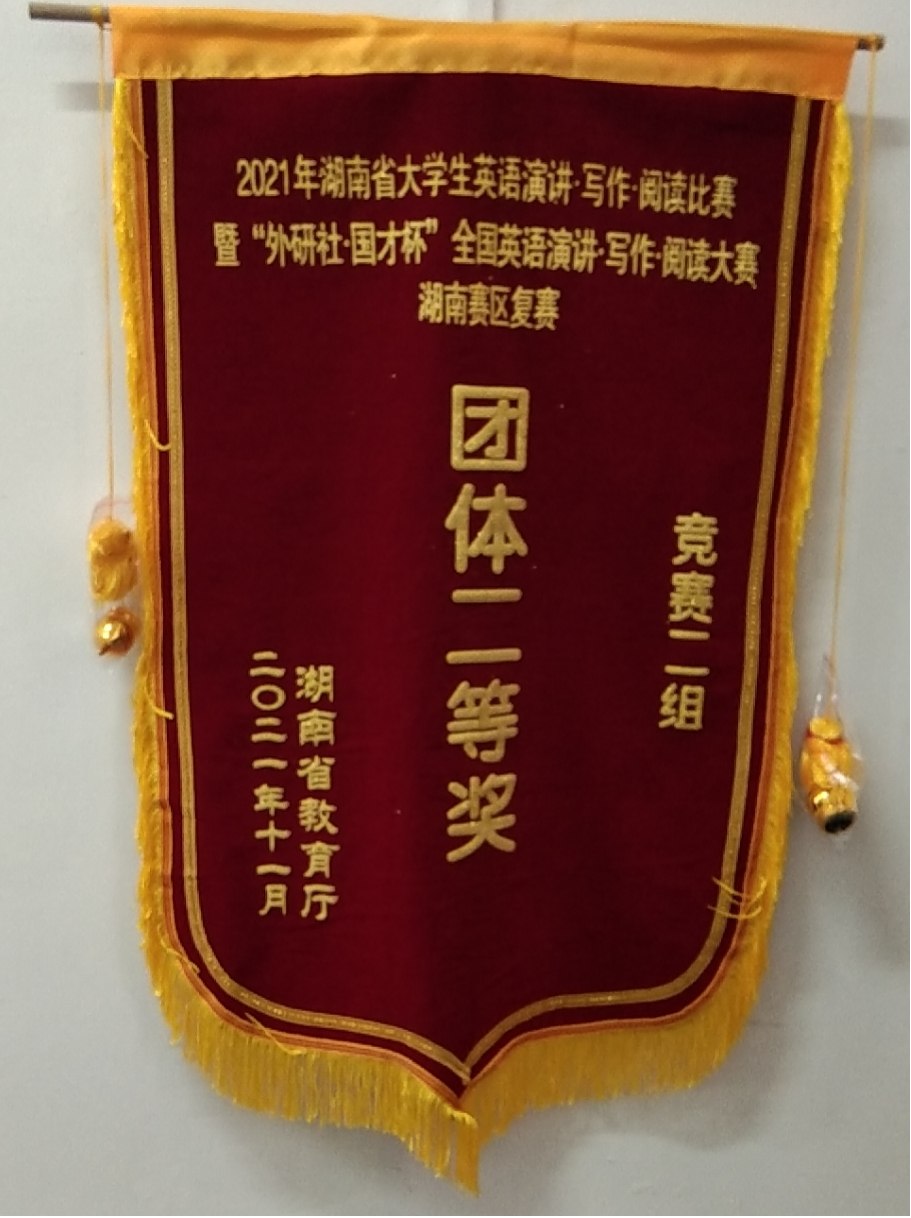 2021年湖南省大学生英语演讲·写作·阅读比赛
暨“外研社·国才杯”全国英语演讲·写作·阅读大赛
湖南赛区复赛
竞赛二组
团体二等奖
湖南省教育厅
二〇二一年十一月